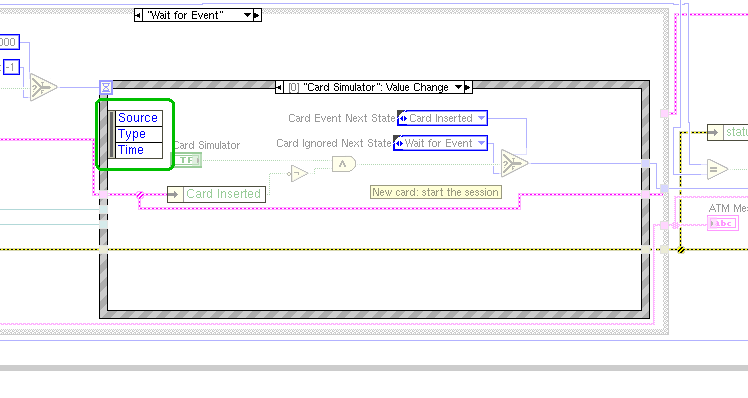 "Wait for Event"
000
-1
[0] "Card Simulator": Value Change
Source
Type
Time
Card Event Next State
Card Inserted
Card Simulator
TF
Card Ignored Next State
Wait for Event
Card Inserted
New card: start the session
statu
ATM Me
abc